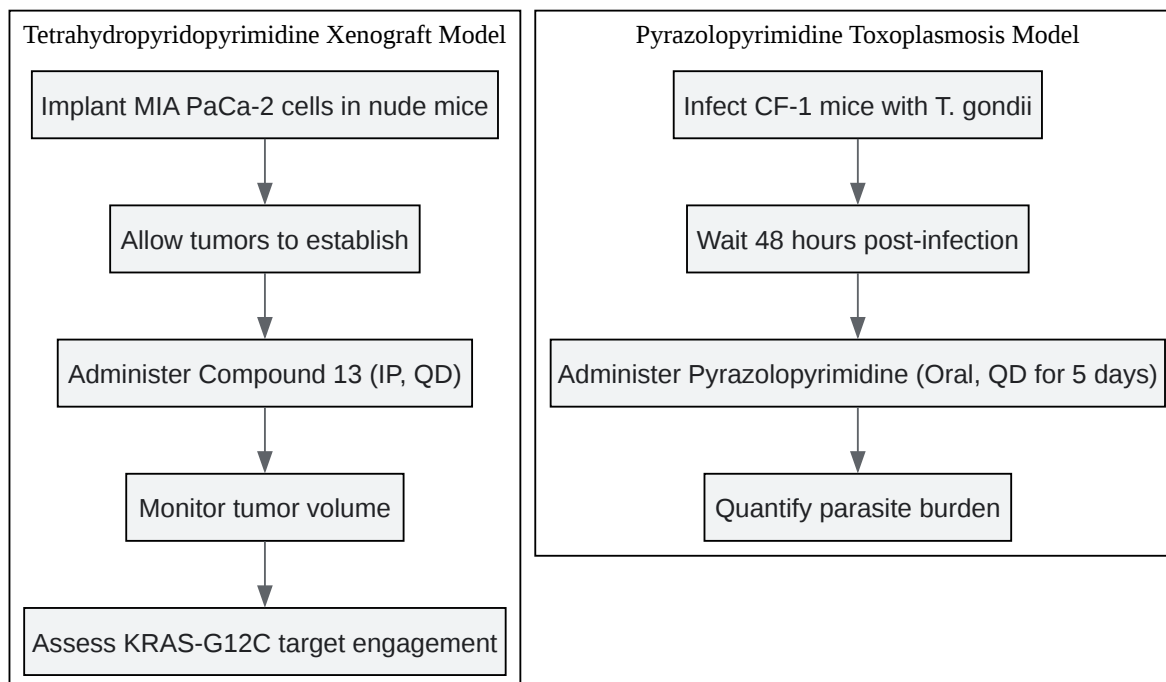 Tetrahydropyridopyrimidine Xenograft Model
Implant MIA PaCa-2 cells in nude mice
Allow tumors to establish
Administer Compound 13 (IP, QD)
Monitor tumor volume
Assess KRAS-G12C target engagement
Pyrazolopyrimidine Toxoplasmosis Model
Infect CF-1 mice with T. gondii
Wait 48 hours post-infection
Administer Pyrazolopyrimidine (Oral, QD for 5 days)
Quantify parasite burden